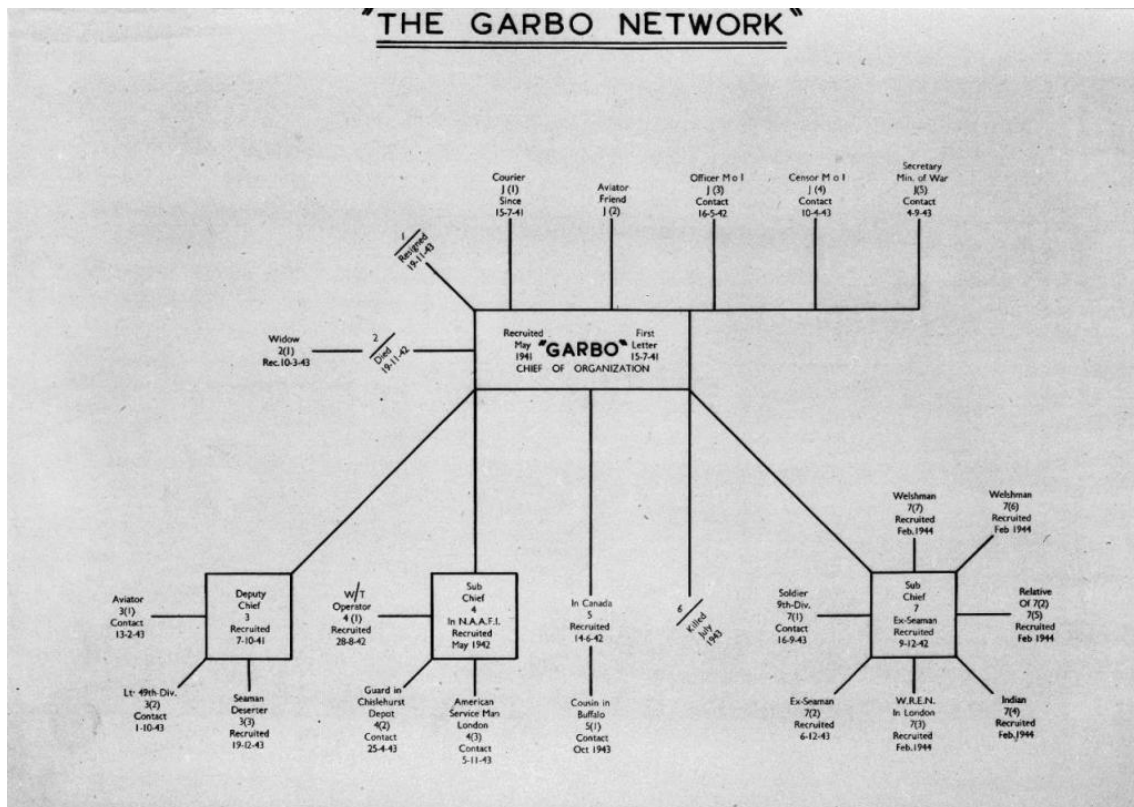 "THE GARBO NETWORK"
Courier
J (1)
Since
15-7-41
Aviator
Friend
J (2)
Officer M o I
J (3)
Contact
16-5-42
Censor M o I
J (4)
Contact
10-4-43
Secretary
Min. of War
J(5)
Contact
4-9-43
1
Resigned
19-11-43
Widow
2(1)
Rec.10-3-43
2
Died
19-11-42
Recruited
May
1941
"GARBO"
First
Letter
15-7-41
CHIEF OF ORGANIZATION
Aviator
3(1)
Contact
13-2-43
Deputy
Chief
3
Recruited
7-10-41
Lt. 49th-Div.
3(2)
Contact
1-10-43
Seaman
Deserter
3(3)
Recruited
19-12-43
W/T
Operator
4 (1)
Recruited
28-8-42
Sub
Chief
4
In N.A.A.F.I.
Recruited
May 1942
Guard in
Chislehurst
Depot
4(2)
Contact
25-4-43
American
Service Man
London
4(3)
Contact
5-11-43
In Canada
5
Recruited
14-6-42
Cousin in
Buffalo
5(1)
Contact
Oct 1943
6
Killed
July
1943
Welshman
7(7)
Recruited
Feb.1944
Welshman
7(6)
Recruited
Feb 1944
Soldier
9th-Div.
7(1)
Contact
16-9-43
Sub
Chief
7
Ex-Seaman
Recruited
9-12-42
Relative
Of 7(2)
7(5)
Recruited
Feb 1944
Ex-Seaman
7(2)
Recruited
6-12-43
W.R.E.N.
In London
7(3)
Recruited
Feb.1944
Indian
7(4)
Recruited
Feb.1944